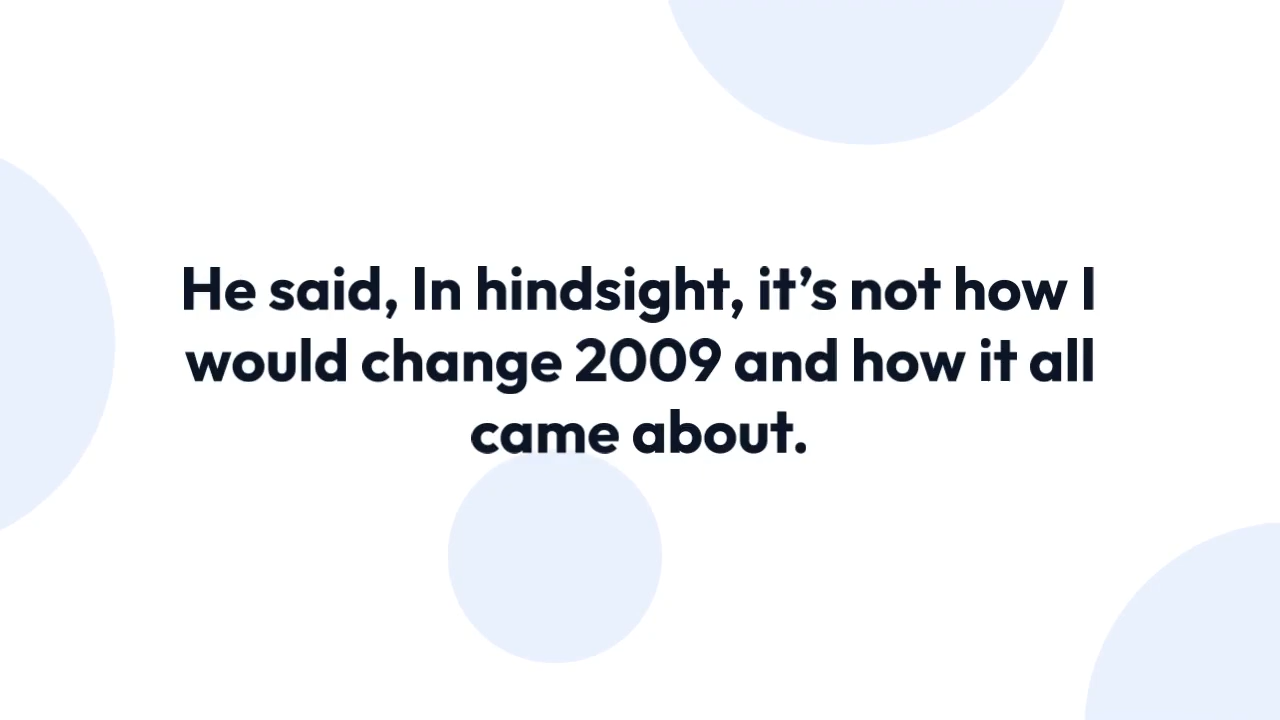 He said, In hindsight, it’s not how I
would change 2009 and how it all
came about.